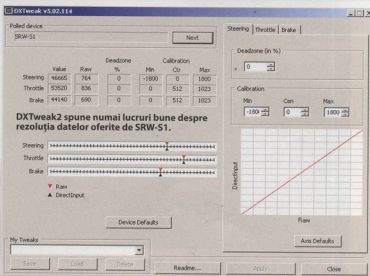 DXTweak v5.02.114
Polled device
SRW-S1
Next
Deadzone Calibration
Value Raw % Min Ctr Max
Steering 46665 764 0 -1800 0 1800
Throttle 53520 836 0 0 512 1023
Brake 44140 690 0 0 512 1023
DXTweak2 spune numai lucruri bune despre
rezoluția datelor oferite de SRW-S1.
Steering
Throttle
Brake
Raw
DirectInput
Device Defaults
My Tweaks
Save Load Delete
Readme...
Steering Throttle Brake
Deadzone (in %)
0
Calibration
Min Cen Max
-180 0 1800
DirectInput
Raw
Axis Defaults
Apply
Close